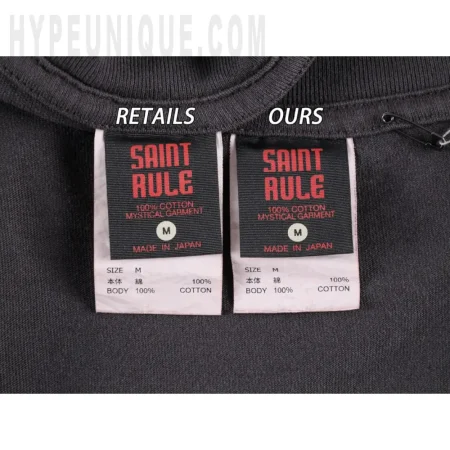 HYPEUNIQUE.COM
RETAILS
OURS
SAINT
RULE
100% COTTON
MYSTICAL GARMENT
M
MADE IN JAPAN
SIZE M
本体 綿 100%
BODY 100% COTTON
SAINT
RULE
100% COTTON
MYSTICAL GARMENT
M
MADE IN JAPAN
SIZE M
本体 綿 100%
BODY 100% COTTON